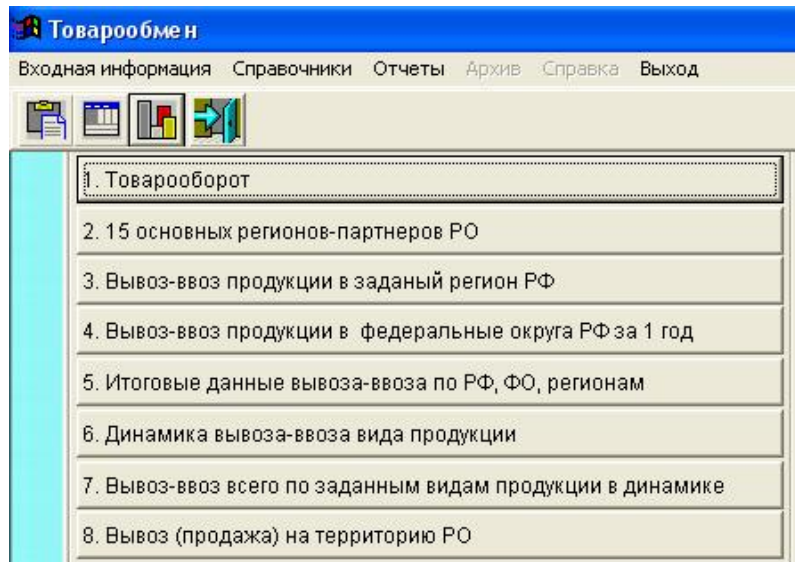 Товарообмен
Входная информация Справочники Отчеты Архив Справка Выход
1. Товарооборот
2. 15 основных регионов-партнеров РО
3. Вывоз-ввоз продукции в заданый регион РФ
4. Вывоз-ввоз продукции в федеральные округа РФ за 1 год
5. Итоговые данные вывоза-ввоза по РФ, ФО, регионам
6. Динамика вывоза-ввоза вида продукции
7. Вывоз-ввоз всего по заданным видам продукции в динамике
8. Вывоз (продажа) на территорию РО